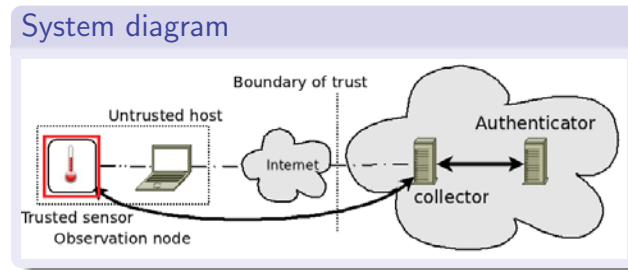 System diagram
Boundary of trust
Untrusted host
Authenticator
Internet
collector
Trusted sensor
Observation node